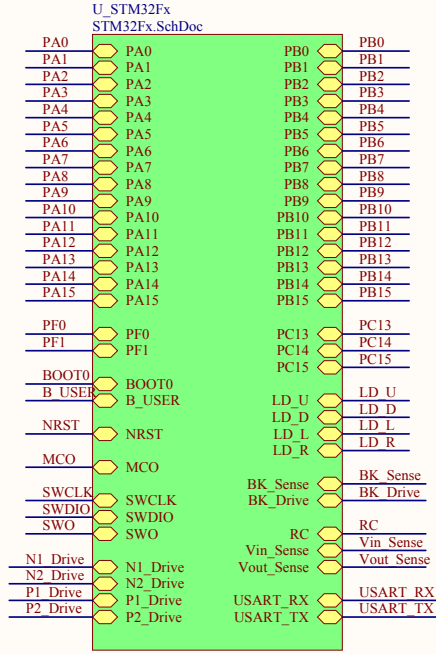 U_STM32Fx
STM32Fx.SchDoc
PA0 PA0 PB0 PB0
PA1 PA1 PB1 PB1
PA2 PA2 PB2 PB2
PA3 PA3 PB3 PB3
PA4 PA4 PB4 PB4
PA5 PA5 PB5 PB5
PA6 PA6 PB6 PB6
PA7 PA7 PB7 PB7
PA8 PA8 PB8 PB8
PA9 PA9 PB9 PB9
PA10 PA10 PB10 PB10
PA11 PA11 PB11 PB11
PA12 PA12 PB12 PB12
PA13 PA13 PB13 PB13
PA14 PA14 PB14 PB14
PA15 PA15 PB15 PB15
PF0 PF0 PC13 PC13
PF1 PF1 PC14 PC14
PC15 PC15
BOOT0 BOOT0
B_USER B_USER LD_U LD_U
LD_D LD_D
NRST NRST LD_L LD_L
LD_R LD_R
MCO MCO
BK_Sense BK_Sense
SWCLK SWCLK BK_Drive BK_Drive
SWDIO SWDIO
SWO SWO RC RC
Vin_Sense Vin_Sense
N1_Drive N1_Drive Vout_Sense Vout_Sense
N2_Drive N2_Drive
P1_Drive P1_Drive USART_RX USART_RX
P2_Drive P2_Drive USART_TX USART_TX